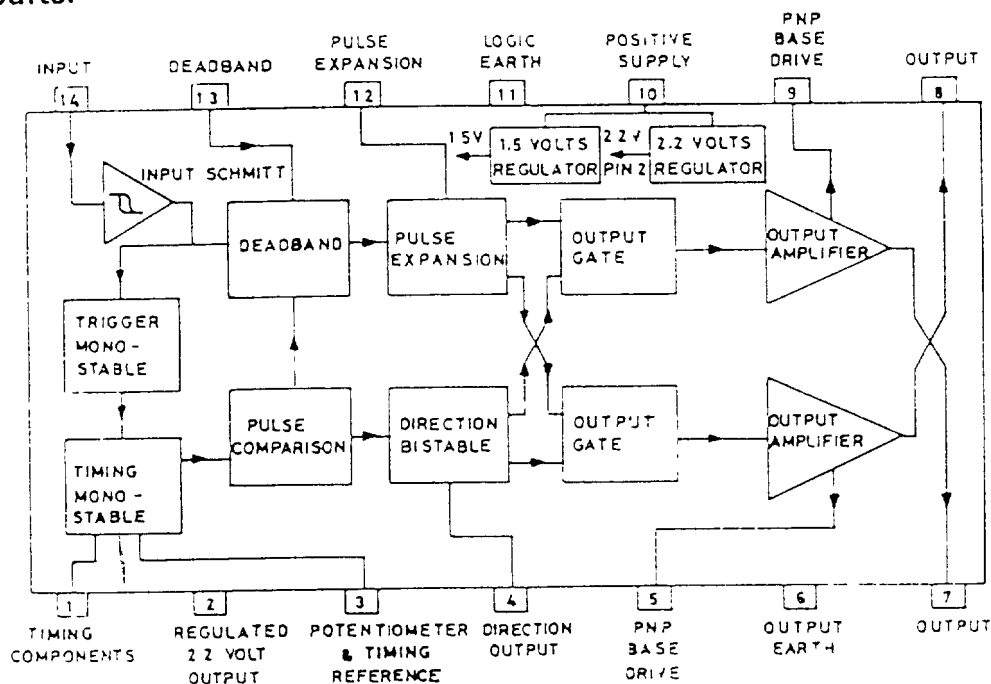 INPUT
14
DEADBAND
13
PULSE
EXPANSION
12
LOGIC
EARTH
11
POSITIVE
SUPPLY
10
PNP
BASE
DRIVE
9
OUTPUT
8
INPUT SCHMITT
1.5V
1.5 VOLTS
REGULATOR
2.2V
PIN 2
2.2 VOLTS
REGULATOR
DEADBAND
PULSE
EXPANSION
OUTPUT
GATE
OUTPUT
AMPLIFIER
TRIGGER
MONO-
STABLE
PULSE
COMPARISON
DIRECTION
BISTABLE
OUTPUT
GATE
OUTPUT
AMPLIFIER
TIMING
MONO-
STABLE
1
TIMING
COMPONENTS
2
REGULATED
2.2 VOLT
OUTPUT
3
POTENTIOMETER
& TIMING
REFERENCE
4
DIRECTION
OUTPUT
5
PNP
BASE
DRIVE
6
OUTPUT
EARTH
7
OUTPUT